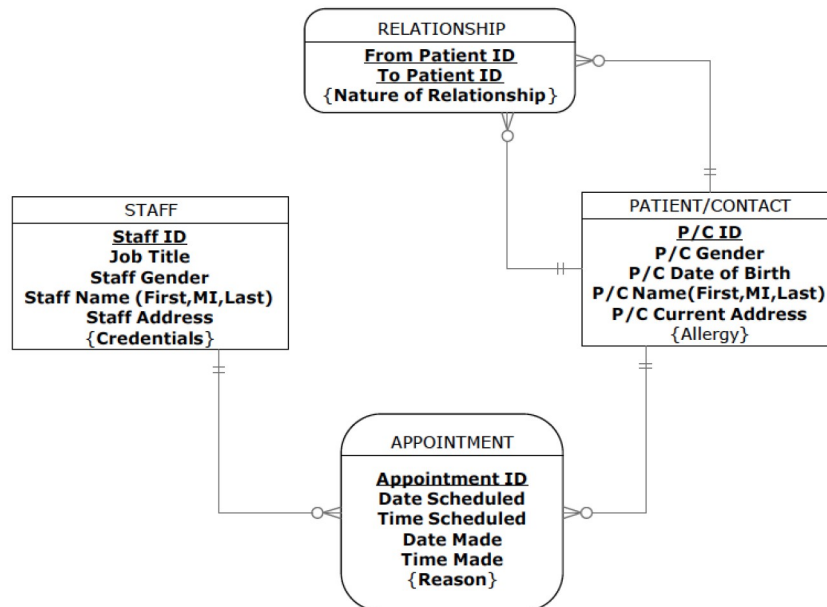 RELATIONSHIP
From Patient ID
To Patient ID
{Nature of Relationship}
STAFF
Staff ID
Job Title
Staff Gender
Staff Name (First,MI,Last)
Staff Address
{Credentials}
PATIENT/CONTACT
P/C ID
P/C Gender
P/C Date of Birth
P/C Name(First,MI,Last)
P/C Current Address
{Allergy}
APPOINTMENT
Appointment ID
Date Scheduled
Time Scheduled
Date Made
Time Made
{Reason}